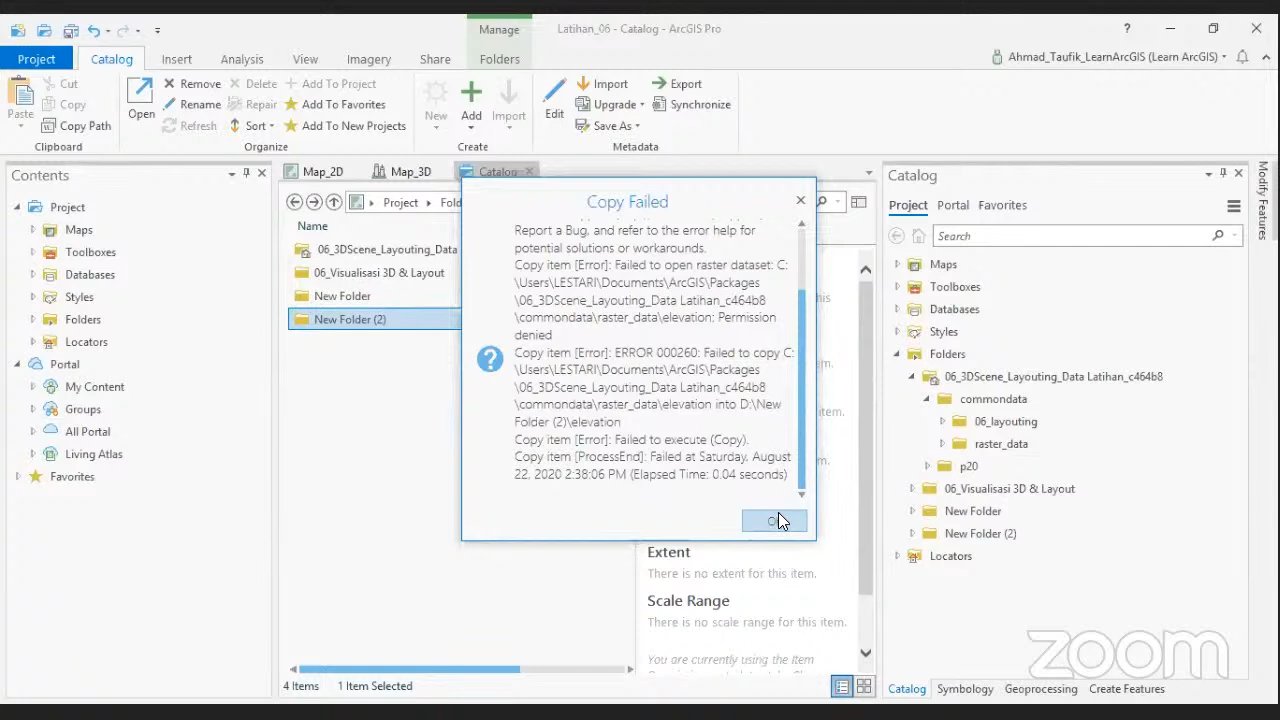 Manage
Latihan_06 - Catalog - ArcGIS Pro
?
Project
Catalog
Insert
Analysis
View
Imagery
Share
Folders
Ahmad_Taufik_LearnArcGIS (Learn ArcGIS)
Paste
Cut
Copy
Copy Path
Clipboard
Open
Remove
Rename
Refresh
Delete
Repair
Sort
Add To Project
Add To Favorites
Add To New Projects
Organize
New
Add
Import
Create
Edit
Import
Upgrade
Save As
Export
Synchronize
Metadata
Contents
Project
Maps
Toolboxes
Databases
Styles
Folders
Locators
Portal
My Content
Groups
All Portal
Living Atlas
Favorites
Map_2D
Map_3D
Catalog
Project
Fold
Name
06_3DScene_Layouting_Data
06_Visualisasi 3D & Layout
New Folder
New Folder (2)
Copy Failed
Report a Bug, and refer to the error help for
potential solutions or workarounds.
Copy item [Error]: Failed to open raster dataset: C:
\Users\LESTARI\Documents\ArcGIS\Packages
\06_3DScene_Layouting_Data Latihan_c464b8
\commondata\raster_data\elevation: Permission
denied
Copy item [Error]: ERROR 000260: Failed to copy C:
\Users\LESTARI\Documents\ArcGIS\Packages
\06_3DScene_Layouting_Data Latihan_c464b8
\commondata\raster_data\elevation into D:\New
Folder (2)\elevation
Copy item [Error]: Failed to execute (Copy).
Copy item [ProcessEnd]: Failed at Saturday, August
22, 2020 2:38:06 PM (Elapsed Time: 0.04 seconds)
Extent
There is no extent for this item.
Scale Range
There is no scale range for this item.
You are currently using the Item
4 Items
1 Item Selected
Catalog
Project
Portal
Favorites
Search
Maps
Toolboxes
Databases
Styles
Folders
06_3DScene_Layouting_Data Latihan_c464b8
commondata
06_layouting
raster_data
p20
06_Visualisasi 3D & Layout
New Folder
New Folder (2)
Locators
Catalog
Symbology
Geoprocessing
Create Features
Modify Features
zoom